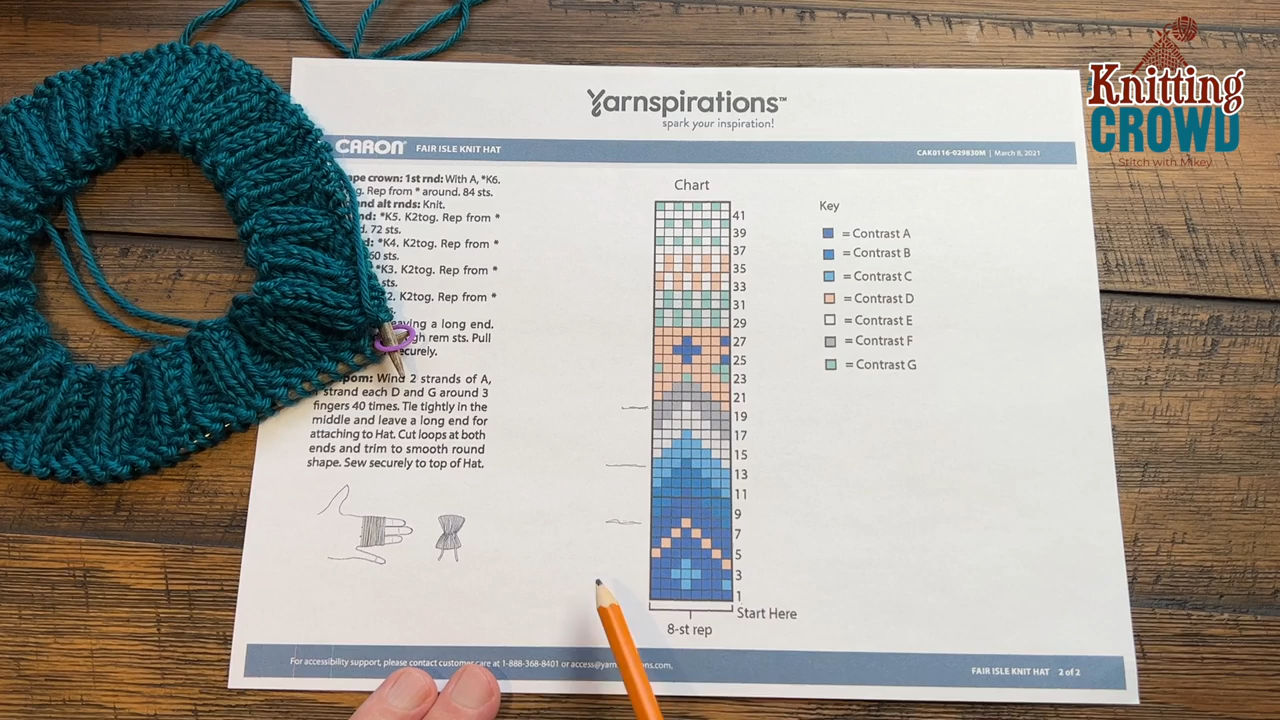 Knitting
CROWD
Stitch with Mikey
Yarnspirations™
spark your inspiration!
CARON® FAIR ISLE KNIT HAT
CAK0116-029830M | March 8, 2021
crown: 1st rnd: With A, *K6.
Rep from * around. 84 sts.
and alt rnds: Knit.
*K5. K2tog. Rep from *
72 sts.
*K4. K2tog. Rep from *
60 sts.
*K3. K2tog. Rep from *
sts.
K2tog. Rep from *
leaving a long end.
rem sts. Pull
securely.
Wind 2 strands of A,
strand each D and G around 3
fingers 40 times. Tie tightly in the
middle and leave a long end for
attaching to Hat. Cut loops at both
ends and trim to smooth round
shape. Sew securely to top of Hat.
Chart
41
39
37
35
33
31
29
27
25
23
21
19
17
15
13
11
9
7
5
3
1
Start Here
8-st rep
Key
= Contrast A
= Contrast B
= Contrast C
= Contrast D
= Contrast E
= Contrast F
= Contrast G
For accessibility support, please contact customer care at 1-888-368-8401 or
FAIR ISLE KNIT HAT 2 of 2